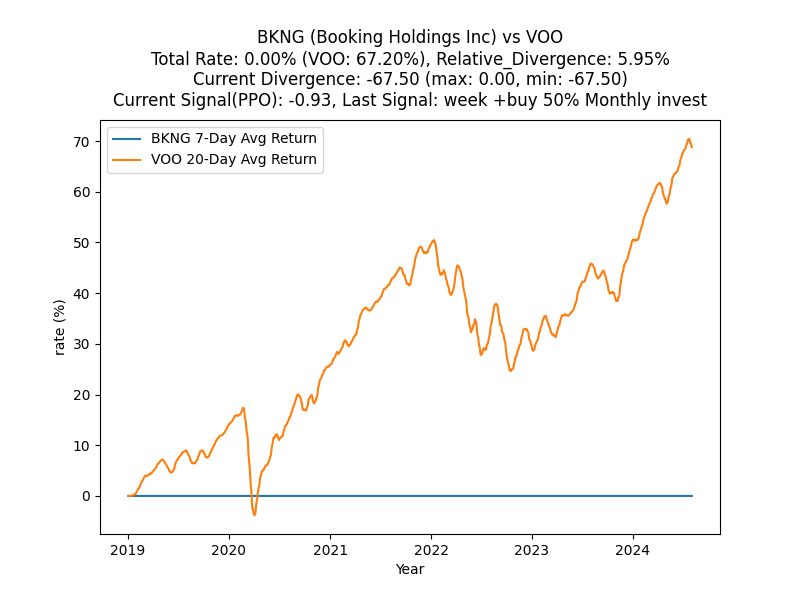 BKNG (Booking Holdings Inc) vs VOO
Total Rate: 0.00% (VOO: 67.20%), Relative_Divergence: 5.95%
Current Divergence: -67.50 (max: 0.00, min: -67.50)
Current Signal(PPO): -0.93, Last Signal: week +buy 50% Monthly invest
BKNG 7-Day Avg Return
VOO 20-Day Avg Return
70
60
50
40
30
20
10
0
rate (%)
2019
2020
2021
2022
2023
2024
Year